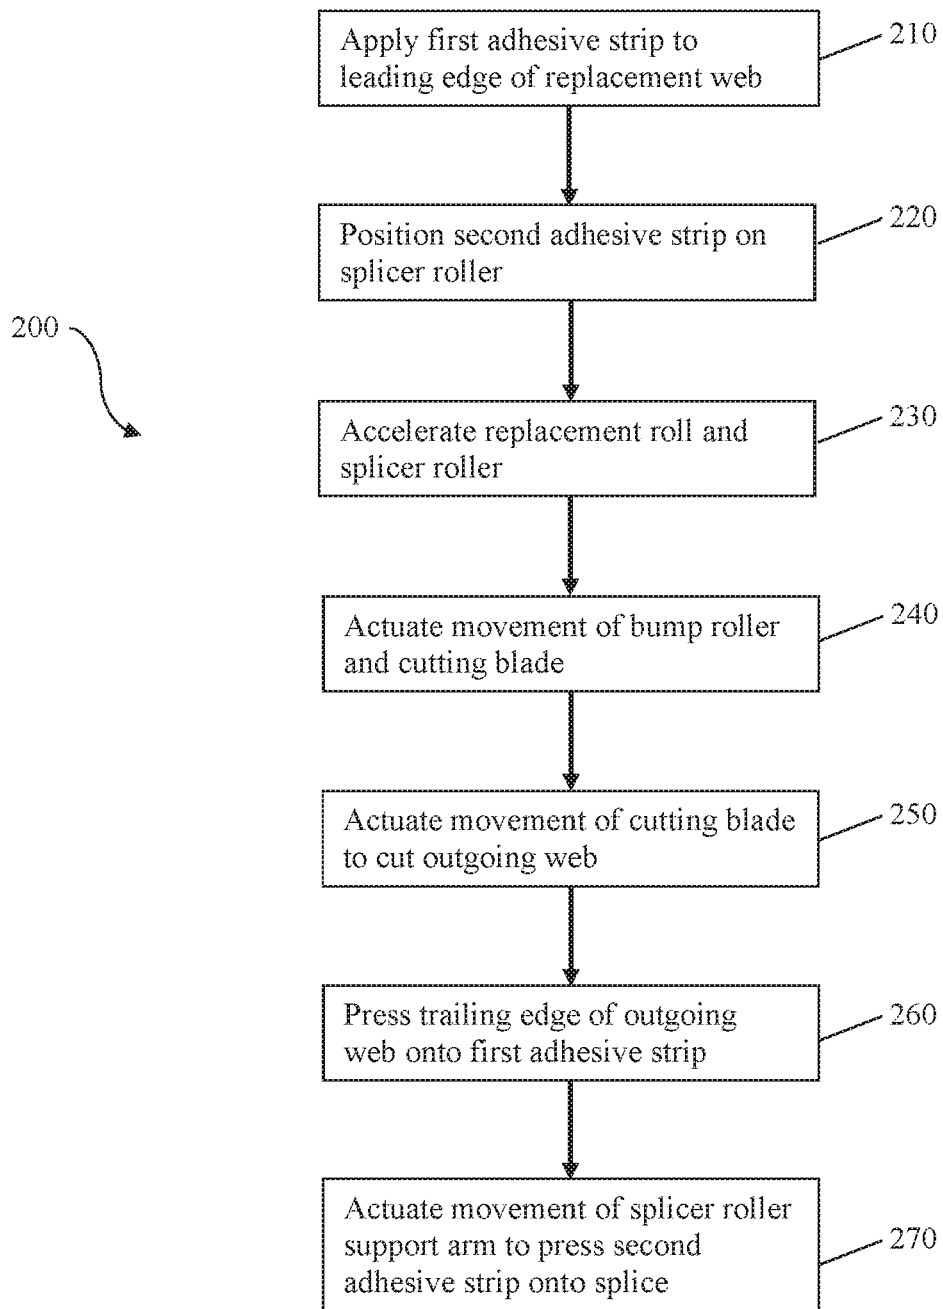 Apply first adhesive strip to
leading edge of replacement web
210
Position second adhesive strip on
splicer roller
220
200
Accelerate replacement roll and
splicer roller
230
Actuate movement of bump roller
and cutting blade
240
Actuate movement of cutting blade
to cut outgoing web
250
Press trailing edge of outgoing
web onto first adhesive strip
260
Actuate movement of splicer roller
support arm to press second
adhesive strip onto splice
270